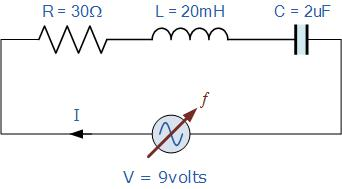 R = 30Ω L = 20mH C = 2uF
f
I
V = 9volts